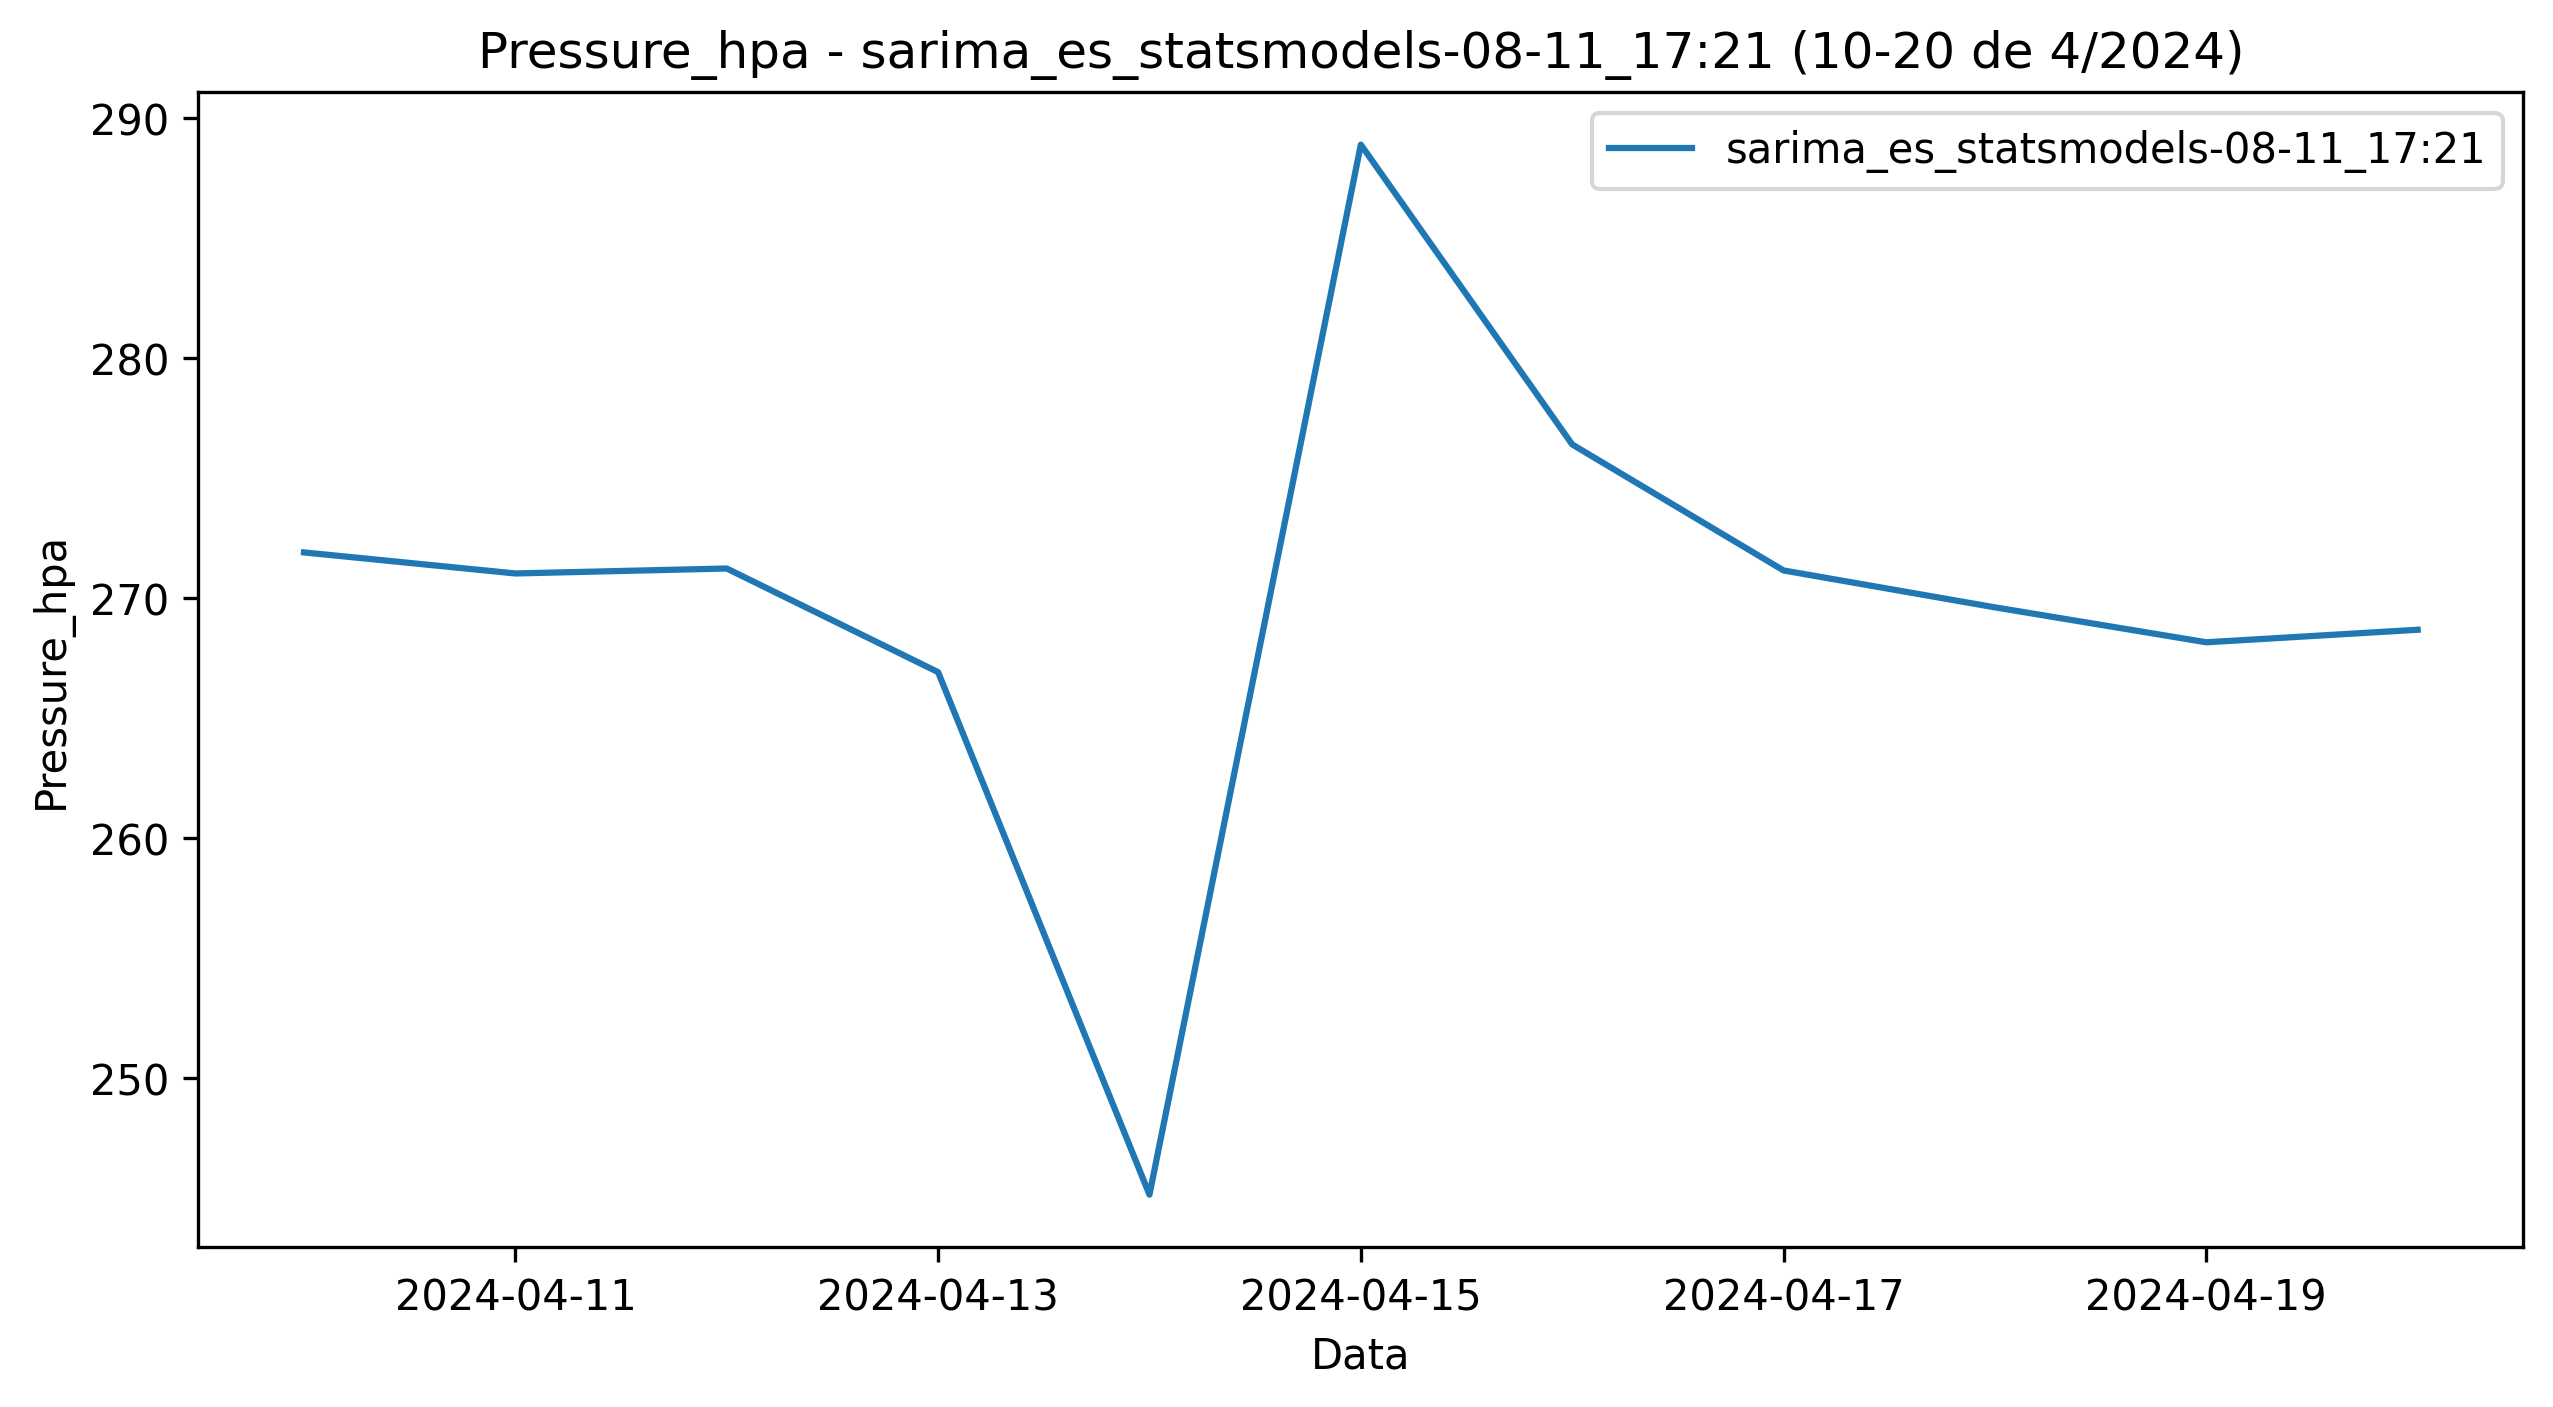 Pressure_hpa - sarima_es_statsmodels-08-11_17:21 (10-20 de 4/2024)
sarima_es_statsmodels-08-11_17:21
290
280
270
260
250
Pressure_hpa
2024-04-11
2024-04-13
2024-04-15
2024-04-17
2024-04-19
Data